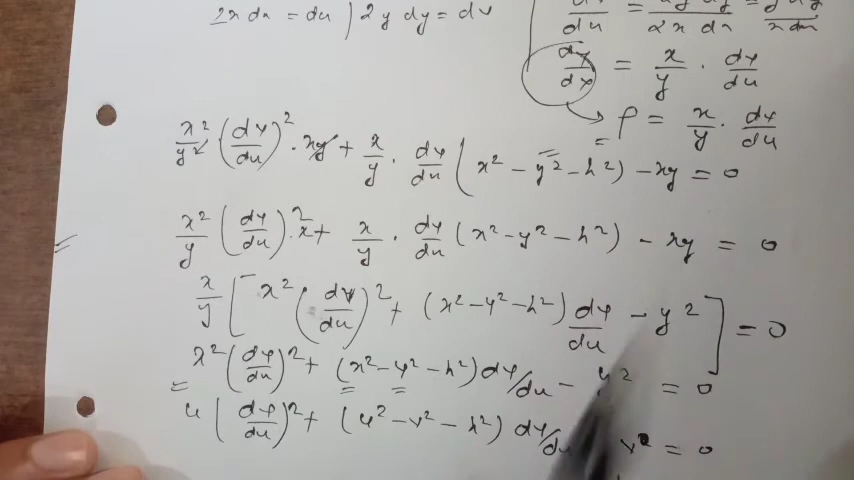 2x dx = du ) 2y dy = dv
dy/dx = x/y . dv/du
p = x/y . dv/du
x²/y² (dv/du)² . xy + x/y . dv/du (x² - y² - h²) - xy = 0
x²/y (dv/du)² . x + x/y . dv/du (x² - y² - h²) - xy = 0
x/y [ x² (dv/du)² + (x² - y² - h²) dv/du - y² ] = 0
x² (dv/du)² + (x² - y² - h²) dv/du - y² = 0
u (dv/du)² + (u² - v² - h²) dv/du v² = 0